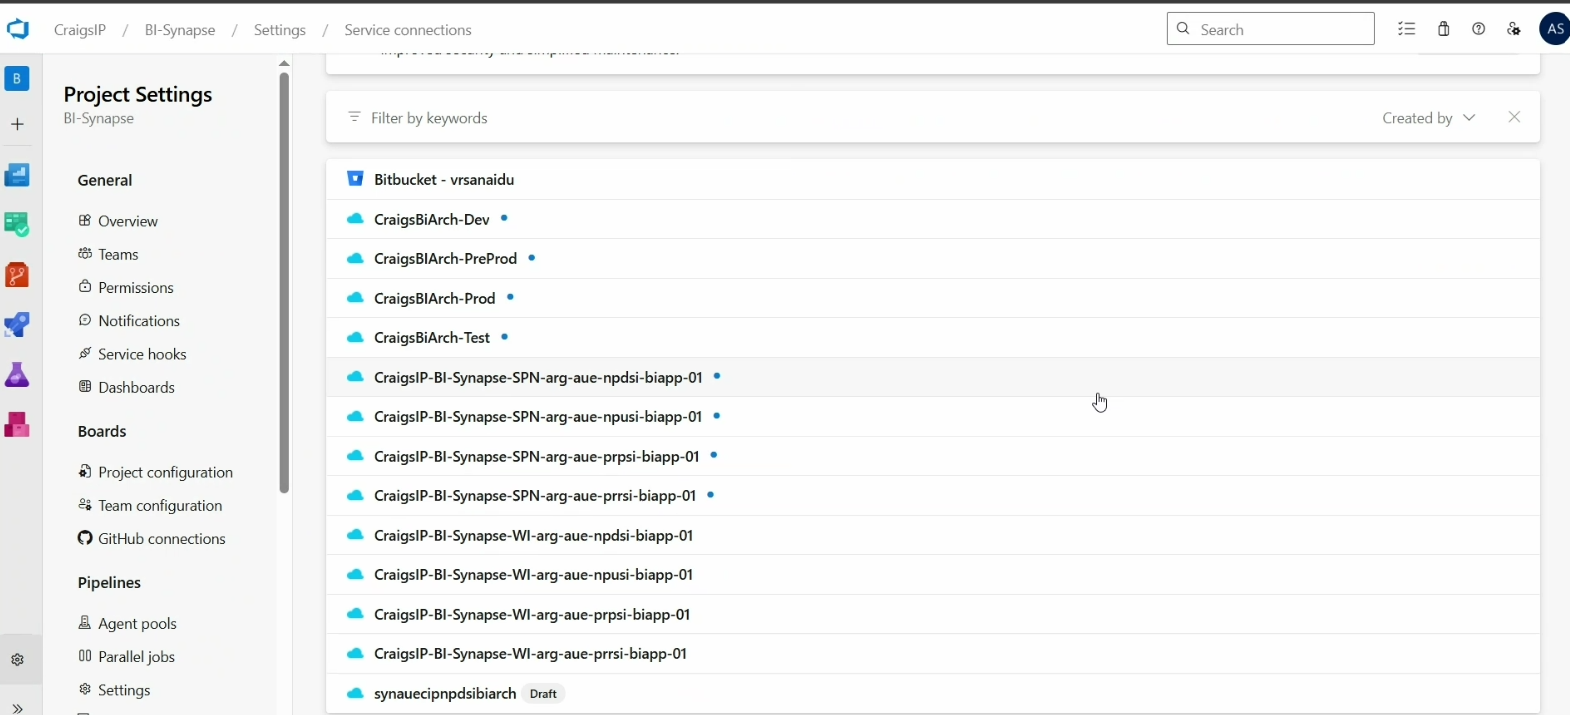 CraigsIP / BI-Synapse / Settings / Service connections
Search
AS
B
Project Settings
BI-Synapse
General
Overview
Teams
Permissions
Notifications
Service hooks
Dashboards
Boards
Project configuration
Team configuration
GitHub connections
Pipelines
Agent pools
Parallel jobs
Settings
improved security and simplified maintenance.
Filter by keywords
Created by
Bitbucket - vrsanaidu
CraigsBiArch-Dev
CraigsBIArch-PreProd
CraigsBIArch-Prod
CraigsBiArch-Test
CraigsIP-BI-Synapse-SPN-arg-aue-npdsi-biapp-01
CraigsIP-BI-Synapse-SPN-arg-aue-npusi-biapp-01
CraigsIP-BI-Synapse-SPN-arg-aue-prpsi-biapp-01
CraigsIP-BI-Synapse-SPN-arg-aue-prrsi-biapp-01
CraigsIP-BI-Synapse-WI-arg-aue-npdsi-biapp-01
CraigsIP-BI-Synapse-WI-arg-aue-npusi-biapp-01
CraigsIP-BI-Synapse-WI-arg-aue-prpsi-biapp-01
CraigsIP-BI-Synapse-WI-arg-aue-prrsi-biapp-01
synauecipnpdsibiarch Draft